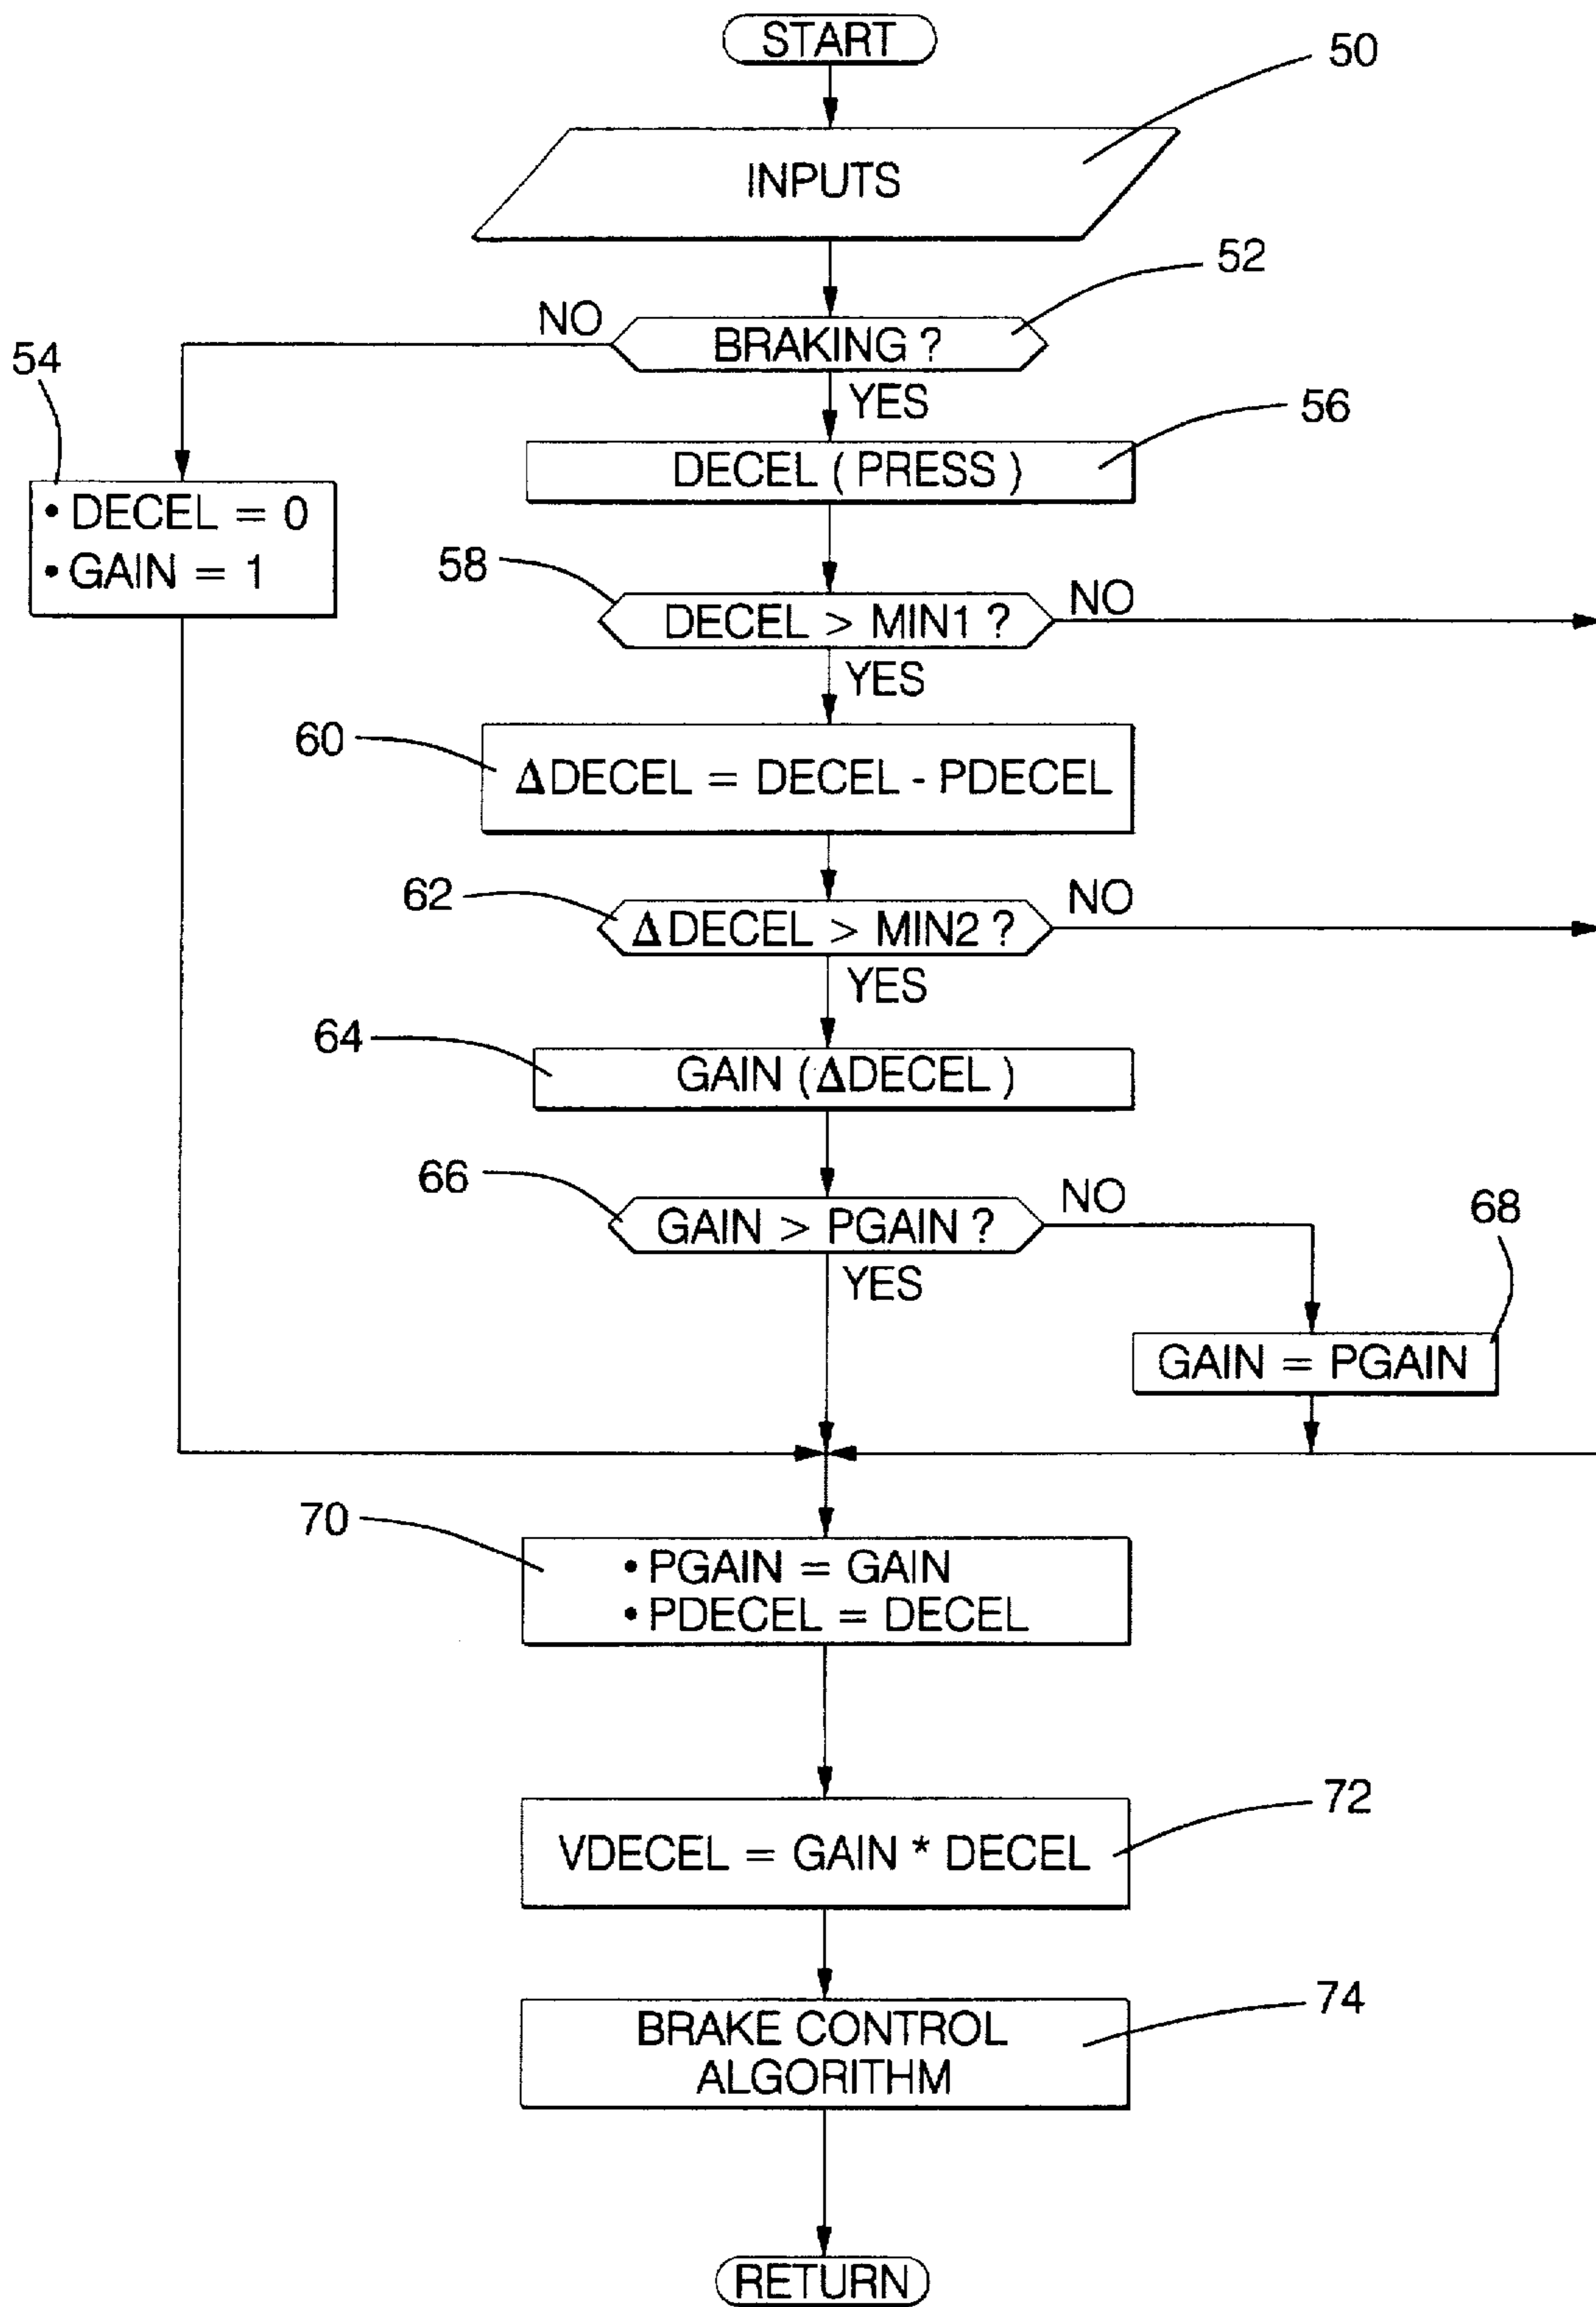 START
50
INPUTS
52
NO
BRAKING ?
54
YES
56
DECEL ( PRESS )
• DECEL = 0
• GAIN = 1
58
DECEL > MIN1 ?
NO
YES
60
ΔDECEL = DECEL - PDECEL
62
ΔDECEL > MIN2 ?
NO
YES
64
GAIN ( ΔDECEL )
66
GAIN > PGAIN ?
NO
68
YES
GAIN = PGAIN
70
• PGAIN = GAIN
• PDECEL = DECEL
72
VDECEL = GAIN * DECEL
74
BRAKE CONTROL
ALGORITHM
RETURN